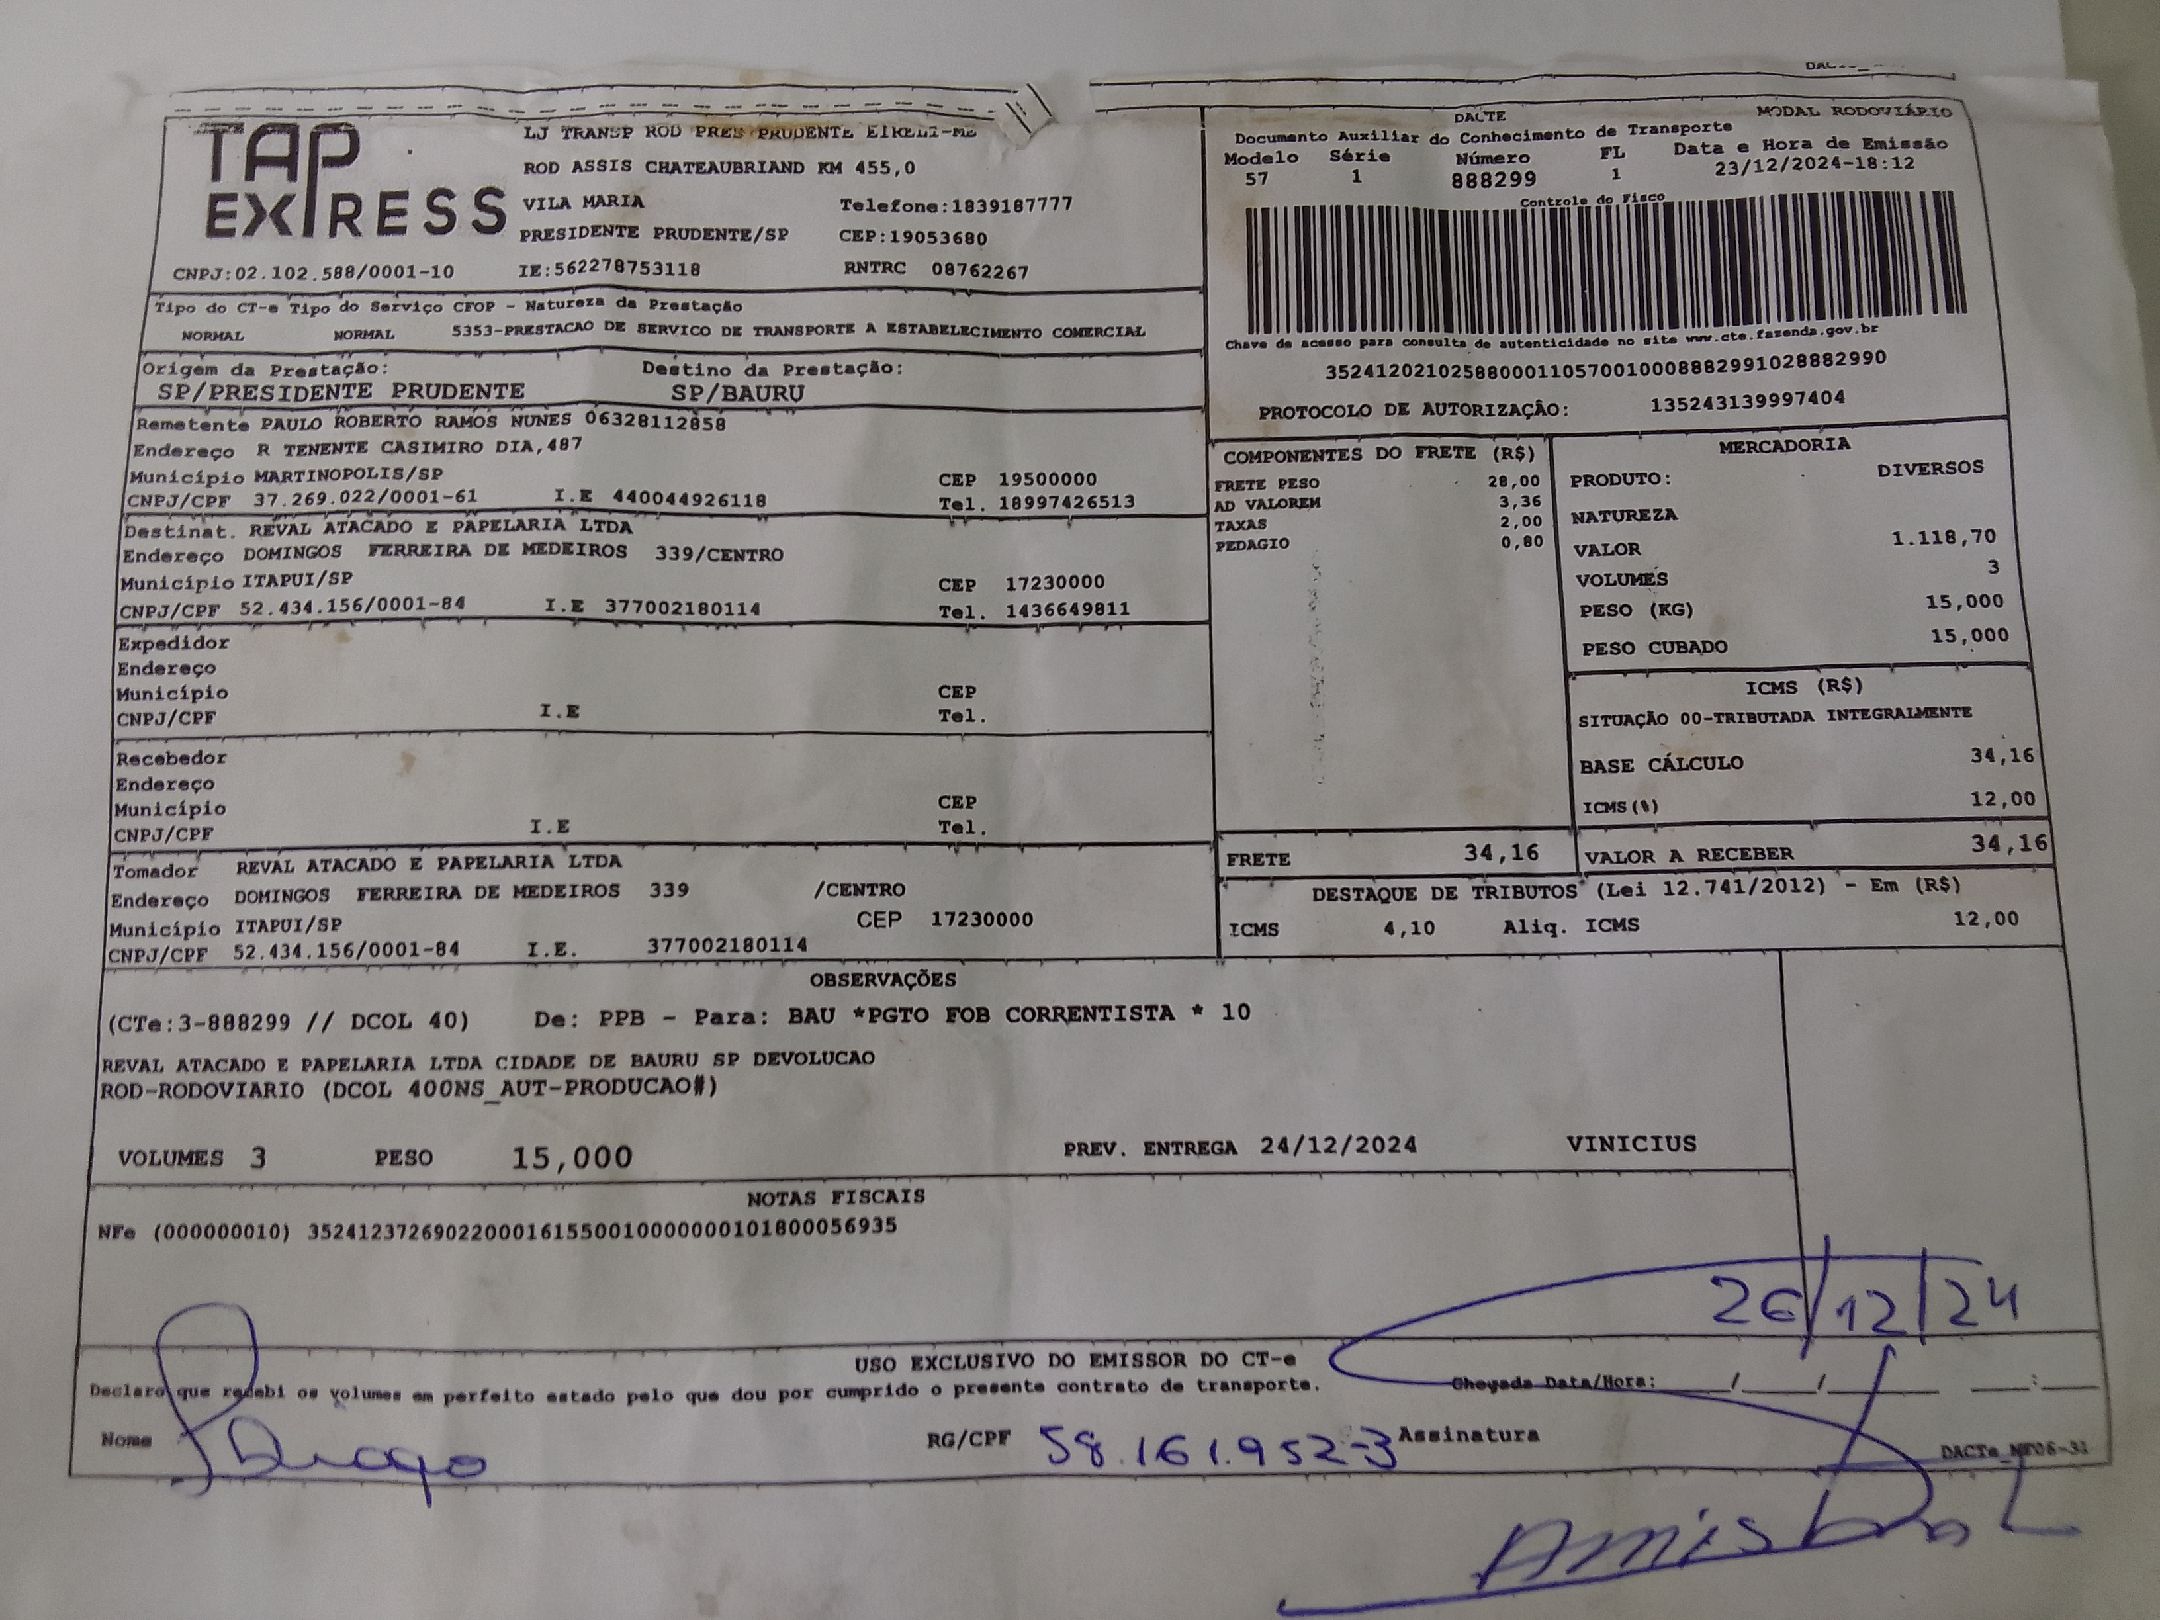 TAP
EXPRESS
LJ TRANSP ROD PRES PRUDENTE EIRELI-ME
ROD ASSIS CHATEAUBRIAND KM 455,0
VILA MARIA Telefone:1839187777
PRESIDENTE PRUDENTE/SP CEP:19053680
CNPJ:02.102.588/0001-10 IE:562278753118 RNTRC 08762267
DACTE MODAL RODOVIÁRIO
Documento Auxiliar do Conhecimento de Transporte
Modelo Série Número FL Data e Hora de Emissão
57 1 888299 1 23/12/2024-18:12
Controle do Fisco
Chave de acesso para consulta de autenticidade no site www.cte.fazenda.gov.br
35241202102588000110570010008882991028882990
PROTOCOLO DE AUTORIZAÇÂO: 135243139997404
Tipo do CT-e Tipo do Serviço CFOP - Natureza da Prestação
NORMAL NORMAL 5353-PRESTACAO DE SERVICO DE TRANSPORTE A ESTABELECIMENTO COMERCIAL
Origem da Prestação: Destino da Prestação:
SP/PRESIDENTE PRUDENTE SP/BAURU
Remetente PAULO ROBERTO RAMOS NUNES 06328112858
Endereço R TENENTE CASIMIRO DIA,487
Município MARTINOPOLIS/SP CEP 19500000
CNPJ/CPF 37.269.022/0001-61 I.E 440044926118 Tel. 18997426513
Destinat. REVAL ATACADO E PAPELARIA LTDA
Endereço DOMINGOS FERREIRA DE MEDEIROS 339/CENTRO
Município ITAPUI/SP CEP 17230000
CNPJ/CPF 52.434.156/0001-84 I.E 377002180114 Tel. 1436649811
Expedidor
Endereço
Município CEP
CNPJ/CPF I.E Tel.
Recebedor
Endereço
Município CEP
CNPJ/CPF I.E Tel.
Tomador REVAL ATACADO E PAPELARIA LTDA
Endereço DOMINGOS FERREIRA DE MEDEIROS 339 /CENTRO
Município ITAPUI/SP CEP 17230000
CNPJ/CPF 52.434.156/0001-84 I.E. 377002180114
COMPONENTES DO FRETE (R$)
FRETE PESO 28,00
AD VALOREM 3,36
TAXAS 2,00
PEDAGIO 0,80
MERCADORIA
PRODUTO: DIVERSOS
NATUREZA
VALOR 1.118,70
VOLUMES 3
PESO (KG) 15,000
PESO CUBADO 15,000
ICMS (R$)
SITUAÇÃO 00-TRIBUTADA INTEGRALMENTE
BASE CÁLCULO 34,16
ICMS(%) 12,00
FRETE 34,16 VALOR A RECEBER 34,16
DESTAQUE DE TRIBUTOS (Lei 12.741/2012) - Em (R$)
ICMS 4,10 Aliq. ICMS 12,00
OBSERVAÇÕES
(CTe:3-888299 // DCOL 40) De: PPB - Para: BAU *PGTO FOB CORRENTISTA * 10
REVAL ATACADO E PAPELARIA LTDA CIDADE DE BAURU SP DEVOLUCAO
ROD-RODOVIARIO (DCOL 400NS_AUT-PRODUCAO#)
VOLUMES 3 PESO 15,000 PREV. ENTREGA 24/12/2024 VINICIUS
NOTAS FISCAIS
NFe (000000010) 35241237269022000161550010000000101800056935
26/12/24
USO EXCLUSIVO DO EMISSOR DO CT-e
Declaro que recebi os volumes em perfeito estado pelo que dou por cumprido o presente contrato de transporte. Chegada Data/Hora: __/__/____ __:__
Nome RG/CPF 58.161.952-3 Assinatura